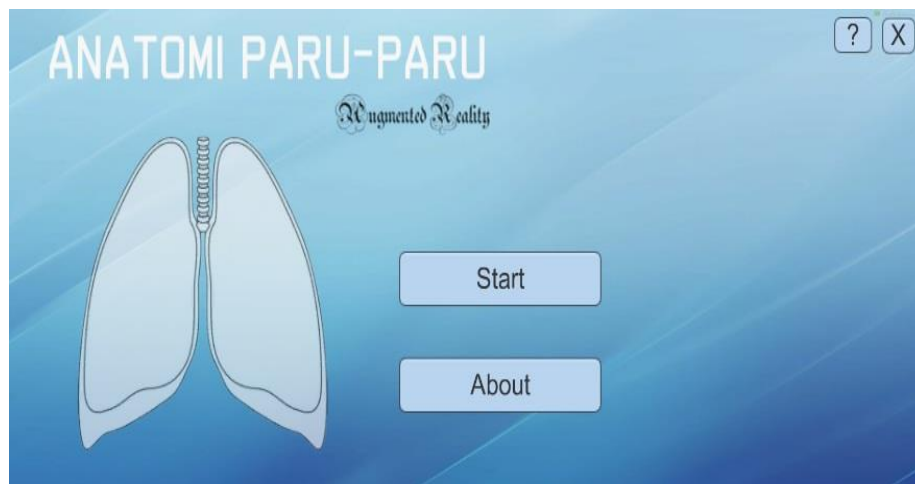 ANATOMI PARU-PARU
? X
Augmented Reality
Start
About